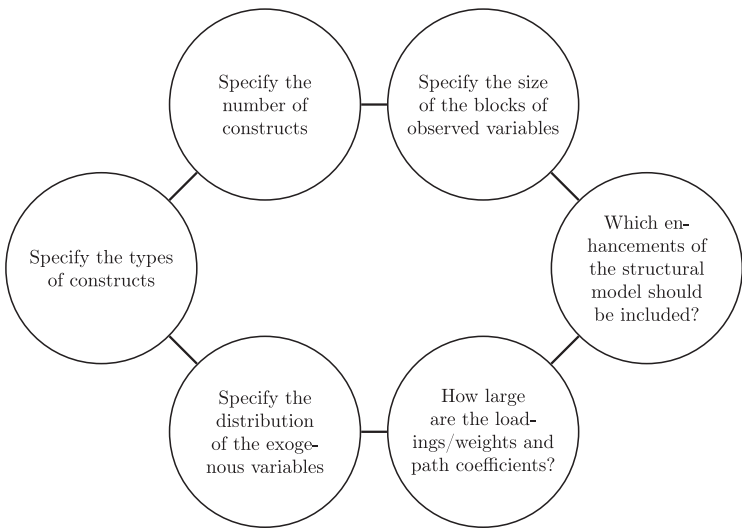 Specify the
number of
constructs
Specify the size
of the blocks of
observed variables
Specify the types
of constructs
Which en-
hancements of
the structural
model should
be included?
Specify the
distribution
of the exoge-
nous variables
How large
are the load-
ings/weights and
path coefficients?